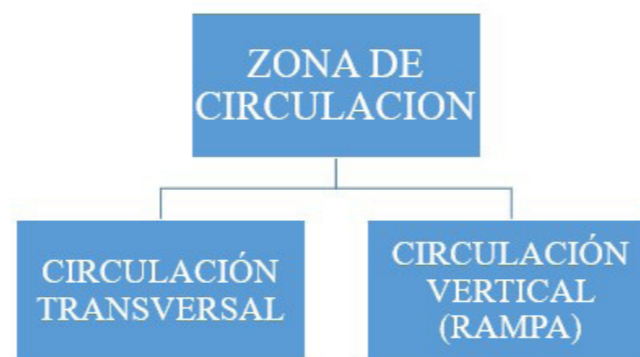 ZONA DE
CIRCULACION
CIRCULACIÓN
TRANSVERSAL
CIRCULACIÓN
VERTICAL
(RAMPA)